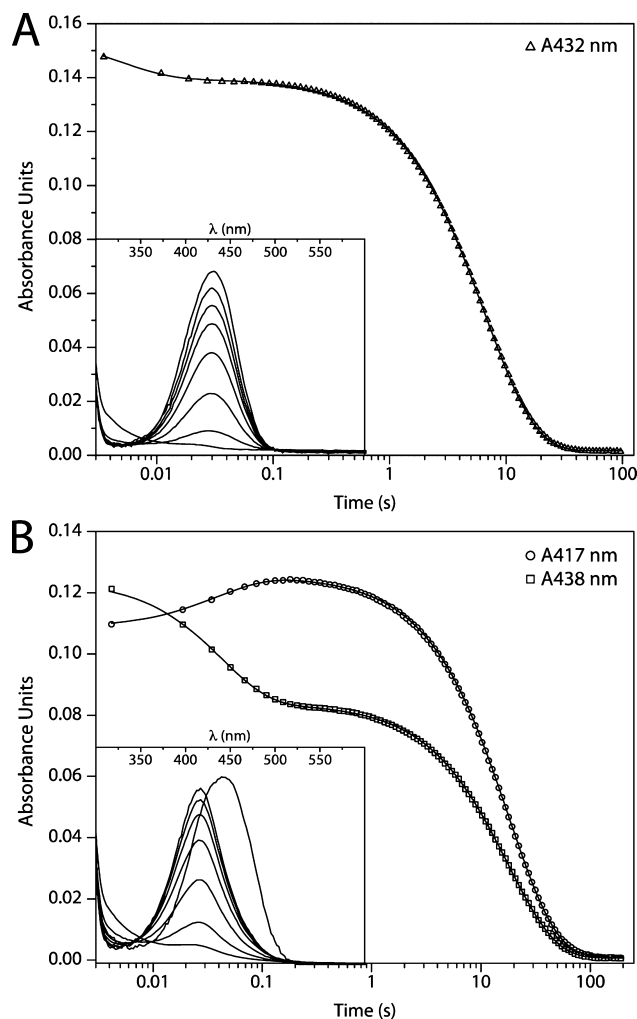 A
0.16
0.14
0.12
0.10
0.08
0.06
0.04
0.02
0.00
Absorbance Units
△ A432 nm
λ (nm)
350 400 450 500 550
0.01 0.1 1 10 100
Time (s)
B
0.14
0.12
0.10
0.08
0.06
0.04
0.02
0.00
Absorbance Units
○ A417 nm
□ A438 nm
λ (nm)
350 400 450 500 550
0.01 0.1 1 10 100
Time (s)